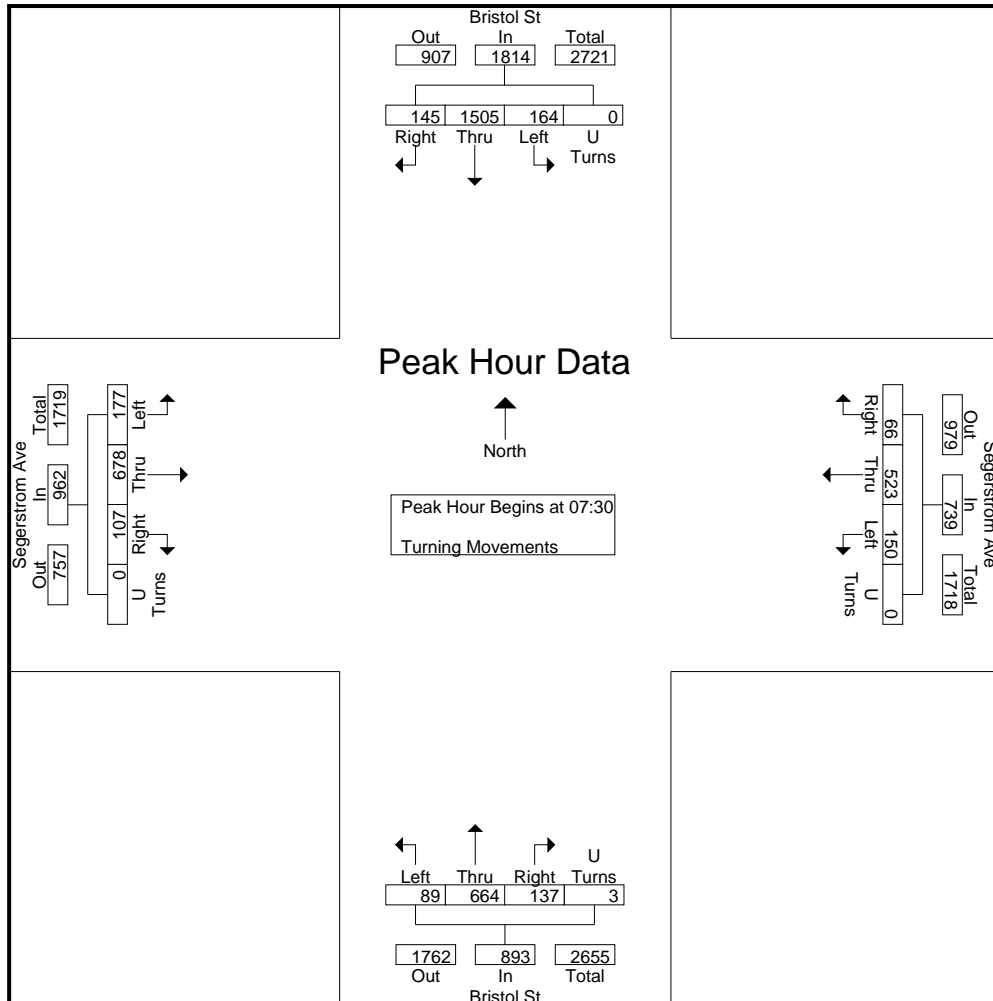 Bristol St
Out In Total
907 1814 2721
145 1505 164 0
Right Thru Left U Turns
Peak Hour Data
North
Peak Hour Begins at 07:30
Turning Movements
Segerstrom Ave
Total In Out
1719 962 757
177 678 107 0
Left Thru Right U Turns
Segerstrom Ave
Out In Total
979 739 1718
66 523 150 0
Right Thru Left U Turns
Left Thru Right U Turns
89 664 137 3
1762 893 2655
Out In Total
Bristol St